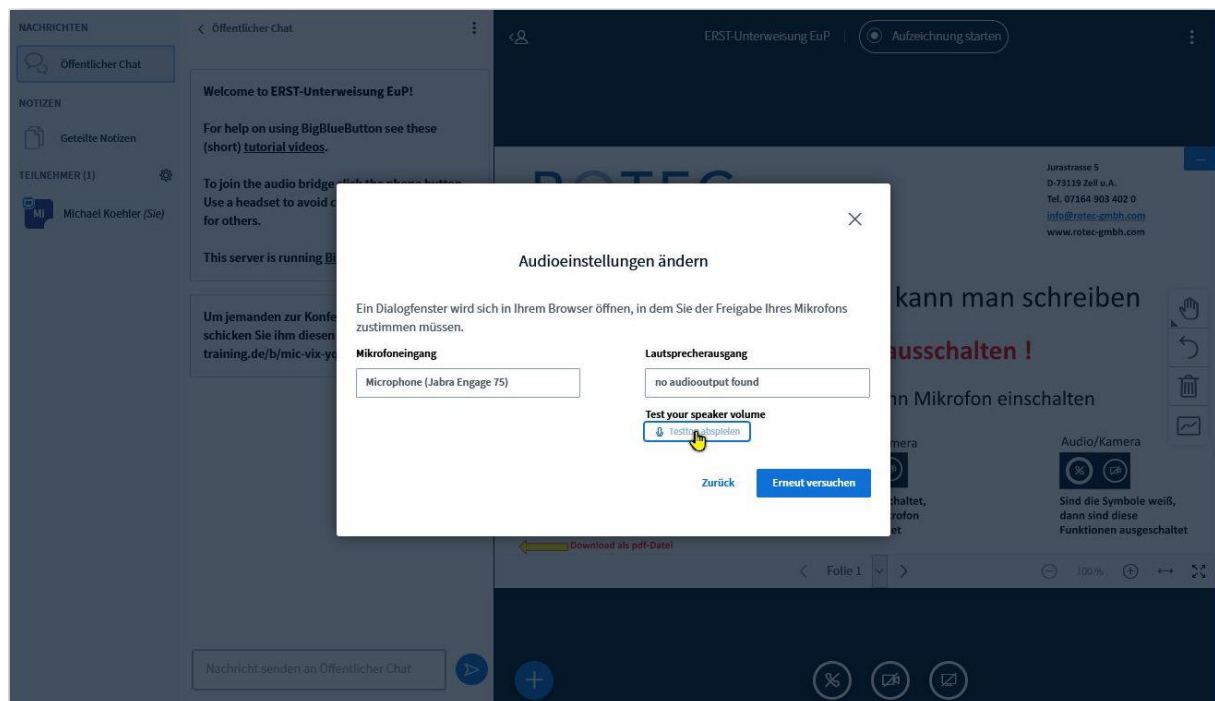 NACHRICHTEN
Öffentlicher Chat
NOTIZEN
Geteilte Notizen
TEILNEHMER (1)
Mi
Michael Koehler (Sie)
Öffentlicher Chat
Welcome to ERST-Unterweisung EuP!
For help on using BigBlueButton see these
(short) tutorial videos.
To join the audio bridge click the phone button
Use a headset to avoid
for others.
This server is running
Um jemanden zur
schicken Sie ihm diesen
ERST-Unterweisung EuP
Aufzeichnung starten
ROTEC
Jurastrasse 5
D-73119 Zell u.A.
Tel. 07164 903 402 0
info@rotec-gmbh.com
www.rotec-gmbh.com
kann man schreiben
ausschalten !
Mikrofon einschalten
Audio/Kamera
Sind die Symbole weiß,
dann sind diese
Funktionen ausgeschaltet
Download als pdf-Datei
Audioeinstellungen ändern
Ein Dialogfenster wird sich in Ihrem Browser öffnen, in dem Sie der Freigabe Ihres Mikrofons
zustimmen müssen.
Mikrofoneingang
Microphone (Jabra Engage 75)
Lautsprecherausgang
no audiooutput found
Test your speaker volume
abspielen
Zurück
Erneut versuchen
Folie 1
100 %
Nachricht senden an Öffentlicher Chat